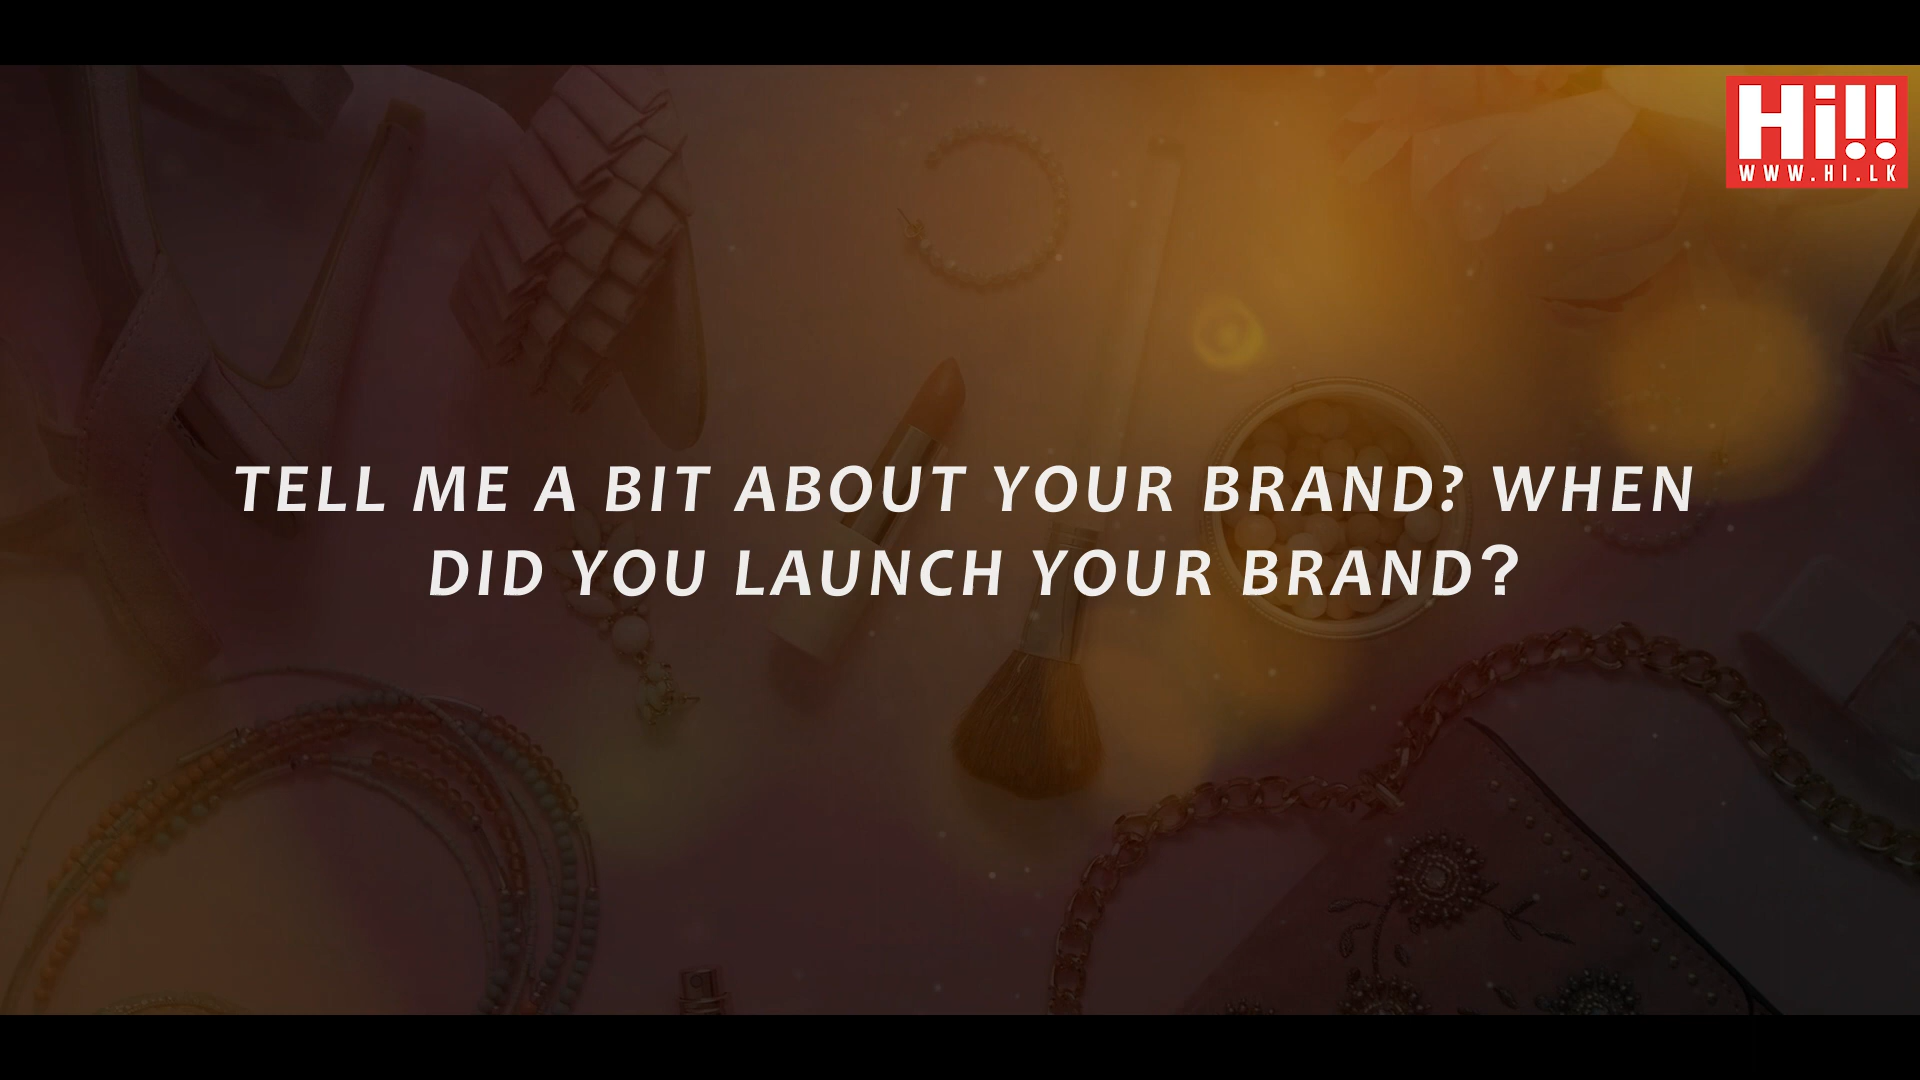 Hi!!
WWW.HI.LK
TELL ME A BIT ABOUT YOUR BRAND? WHEN
DID YOU LAUNCH YOUR BRAND?